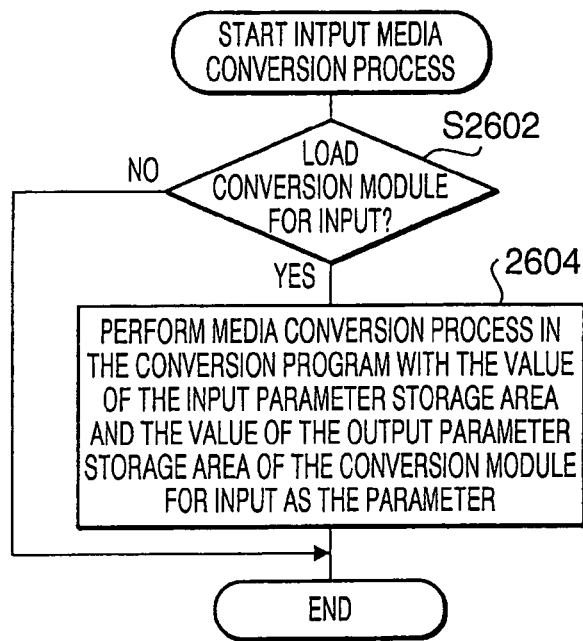 START INTPUT MEDIA
CONVERSION PROCESS
S2602
LOAD
CONVERSION MODULE
FOR INPUT?
NO
YES
2604
PERFORM MEDIA CONVERSION PROCESS IN
THE CONVERSION PROGRAM WITH THE VALUE
OF THE INPUT PARAMETER STORAGE AREA
AND THE VALUE OF THE OUTPUT PARAMETER
STORAGE AREA OF THE CONVERSION MODULE
FOR INPUT AS THE PARAMETER
END